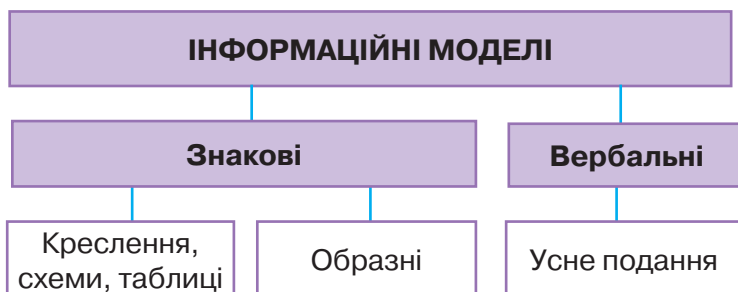 ІНФОРМАЦІЙНІ МОДЕЛІ
Знакові
Вербальні
Креслення,
схеми, таблиці
Образні
Усне подання